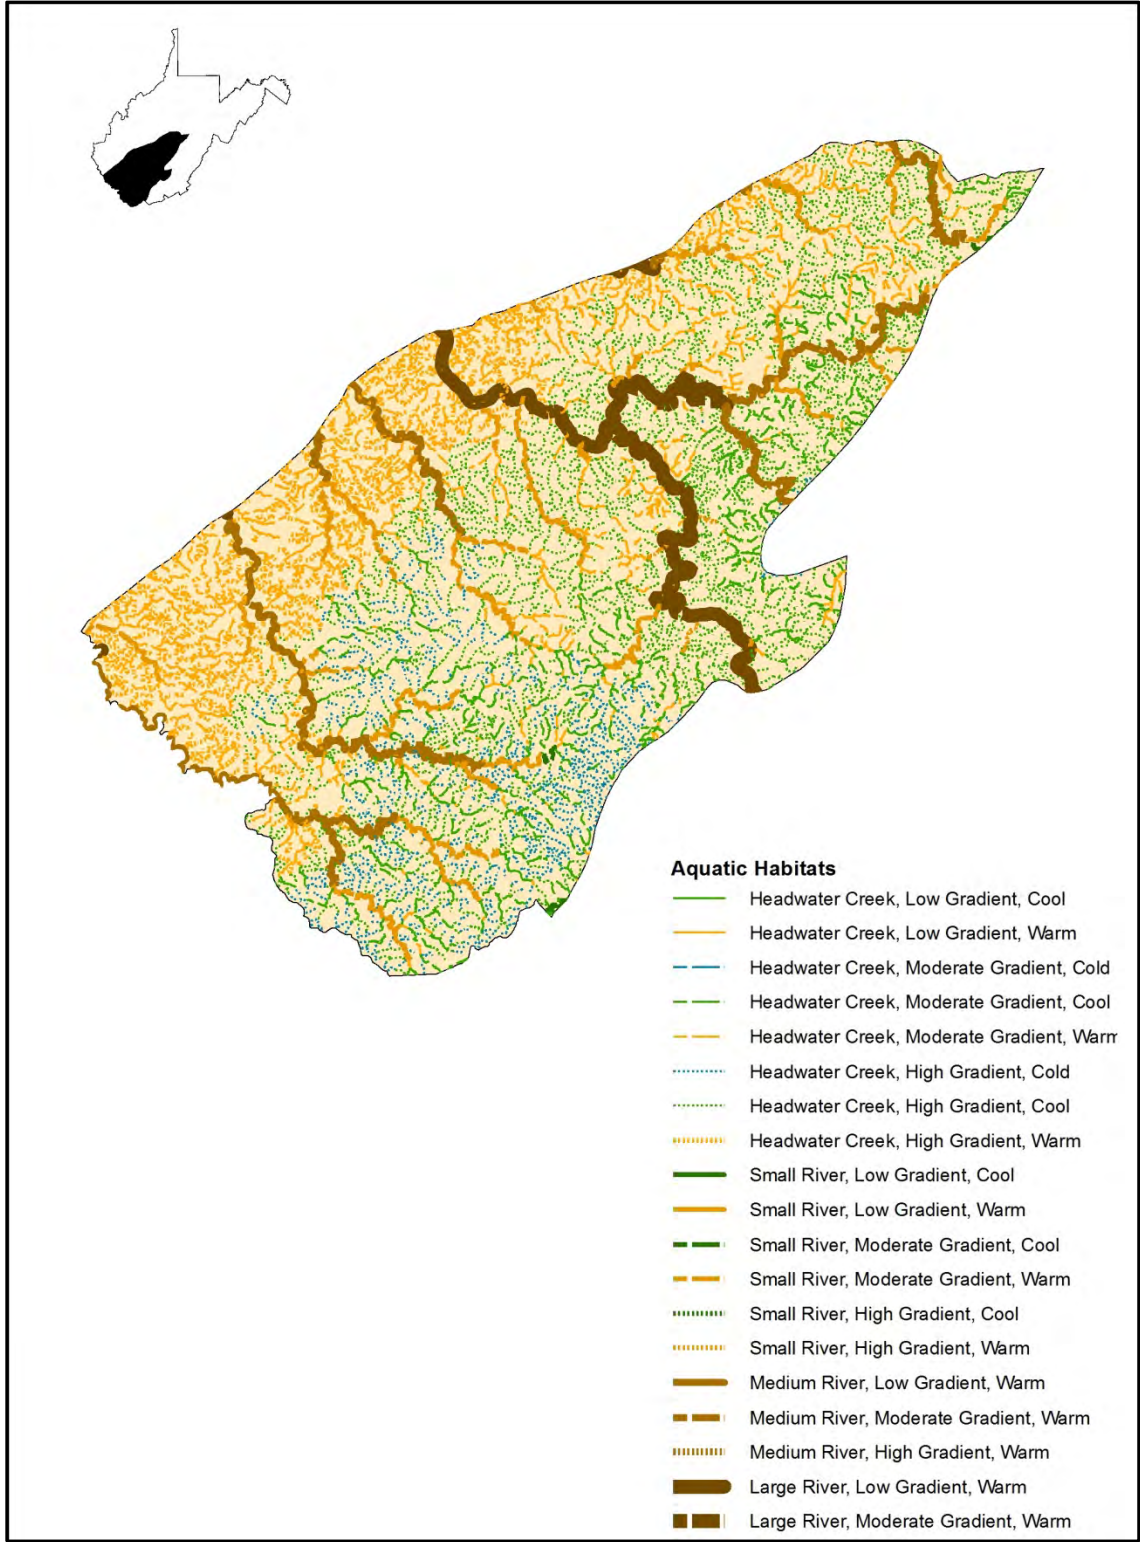 Aquatic Habitats
Headwater Creek, Low Gradient, Cool
Headwater Creek, Low Gradient, Warm
Headwater Creek, Moderate Gradient, Cold
Headwater Creek, Moderate Gradient, Cool
Headwater Creek, Moderate Gradient, Warm
Headwater Creek, High Gradient, Cold
Headwater Creek, High Gradient, Cool
Headwater Creek, High Gradient, Warm
Small River, Low Gradient, Cool
Small River, Low Gradient, Warm
Small River, Moderate Gradient, Cool
Small River, Moderate Gradient, Warm
Small River, High Gradient, Cool
Small River, High Gradient, Warm
Medium River, Low Gradient, Warm
Medium River, Moderate Gradient, Warm
Medium River, High Gradient, Warm
Large River, Low Gradient, Warm
Large River, Moderate Gradient, Warm